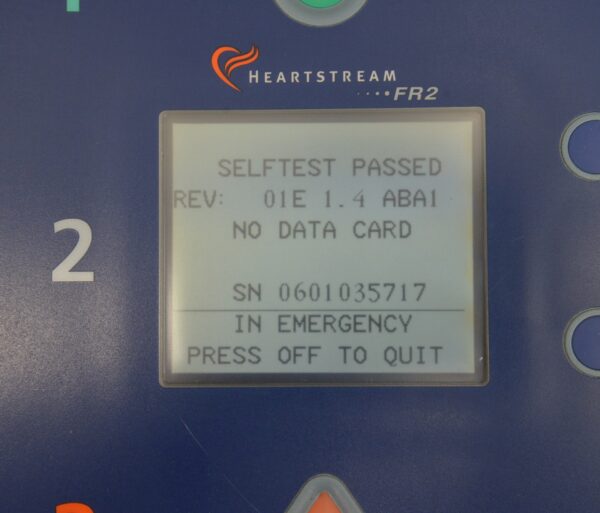 1
HEARTSTREAM
FR2
SELFTEST PASSED
REV: 01E 1.4 ABA1
NO DATA CARD
2
SN 0601035717
IN EMERGENCY
PRESS OFF TO QUIT